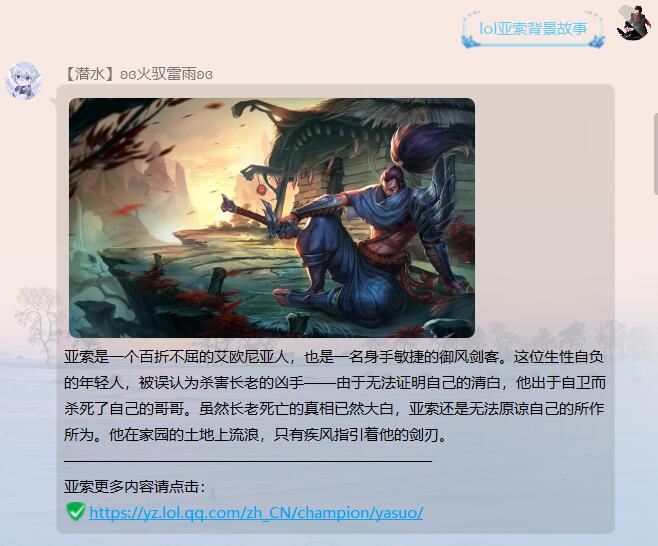 lol亚索背景故事
【潜水】ʚɞ火驭雷雨ʚɞ
亚索是一个百折不屈的艾欧尼亚人，也是一名身手敏捷的御风剑客。这位生性自负
的年轻人，被误认为杀害长老的凶手——由于无法证明自己的清白，他出于自卫而
杀死了自己的哥哥。虽然长老死亡的真相已然大白，亚索还是无法原谅自己的所作
所为。他在家园的土地上流浪，只有疾风指引着他的剑刃。
亚索更多内容请点击：
https://yz.lol.qq.com/zh_CN/champion/yasuo/